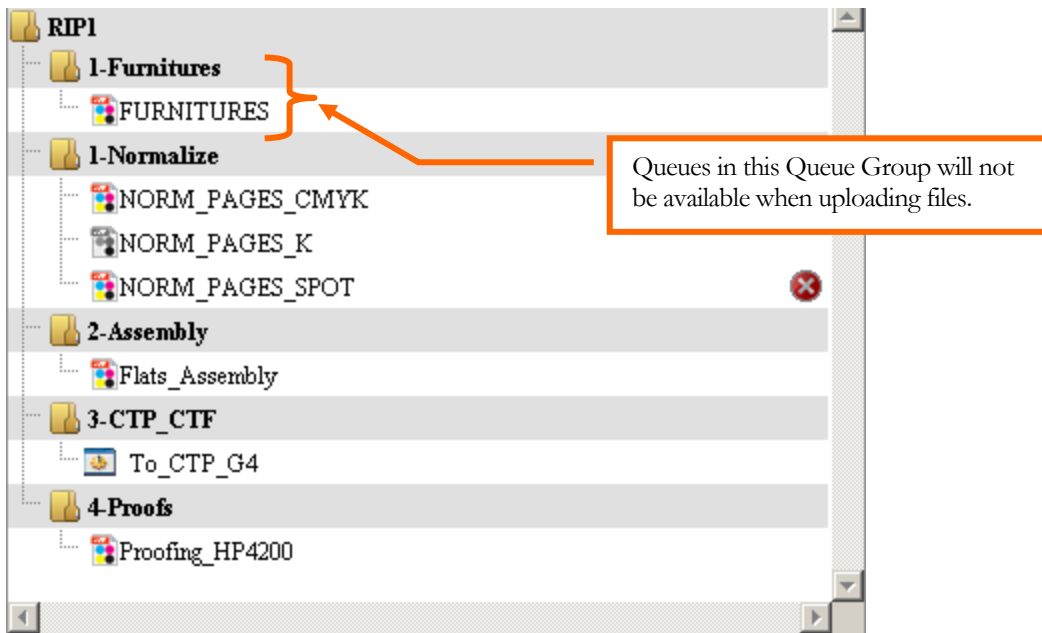 RIP1
1-Furnitures
FURNITURES
1-Normalize
Queues in this Queue Group will not
be available when uploading files.
NORM_PAGES_CMYK
NORM_PAGES_K
NORM_PAGES_SPOT
2-Assembly
Flats_Assembly
3-CTP_CTF
To_CTP_G4
4-Proofs
Proofing_HP4200